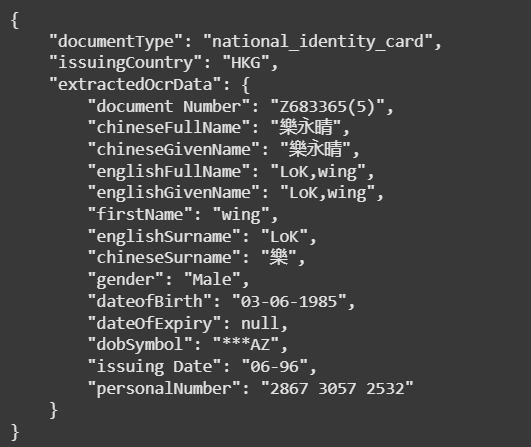 {
    "documentType": "national_identity_card",
    "issuingCountry": "HKG",
    "extractedOcrData": {
        "document Number": "Z683365(5)",
        "chineseFullName": "樂永晴",
        "chineseGivenName": "樂永晴",
        "englishFullName": "LoK,wing",
        "englishGivenName": "LoK,wing",
        "firstName": "wing",
        "englishSurname": "LoK",
        "chineseSurname": "樂",
        "gender": "Male",
        "dateofBirth": "03-06-1985",
        "dateOfExpiry": null,
        "dobSymbol": "***AZ",
        "issuing Date": "06-96",
        "personalNumber": "2867 3057 2532"
    }
}